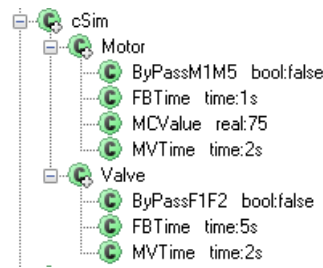 cSim
Motor
ByPassM1M5 bool:false
FBTime time:1s
MCValue real:75
MVTime time:2s
Valve
ByPassF1F2 bool:false
FBTime time:5s
MVTime time:2s